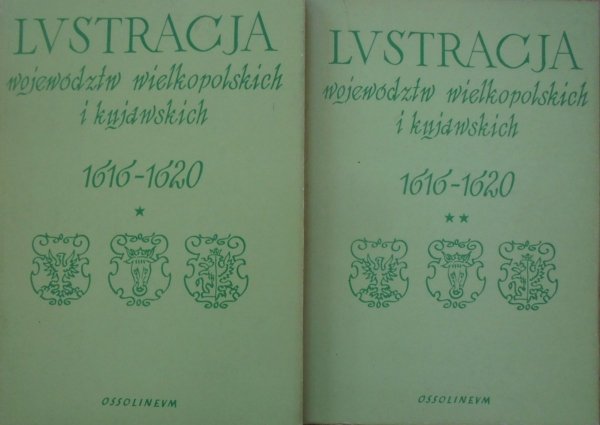 LVSTRACJA
województw wielkopolskich
i kujawskich
1616-1620
★
OSSOLINEVM
LVSTRACJA
województw wielkopolskich
i kujawskich
1616-1620
★★
OSSOLINEVM